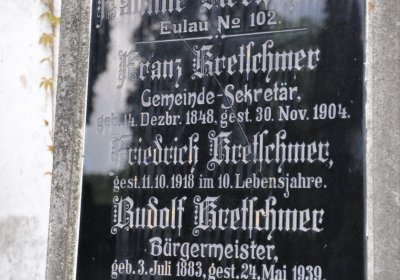 Eulau No 102.
Franz Kretschmer
Gemeinde-Sekretär,
geb. 14. Dezbr. 1848, gest. 30. Nov. 1904.
Friedrich Kretschmer,
gest. 11.10.1918 im 10. Lebensjahre.
Rudolf Kretschmer
Bürgermeister,
geb. 3. Juli 1883, gest. 24. Mai 1939.